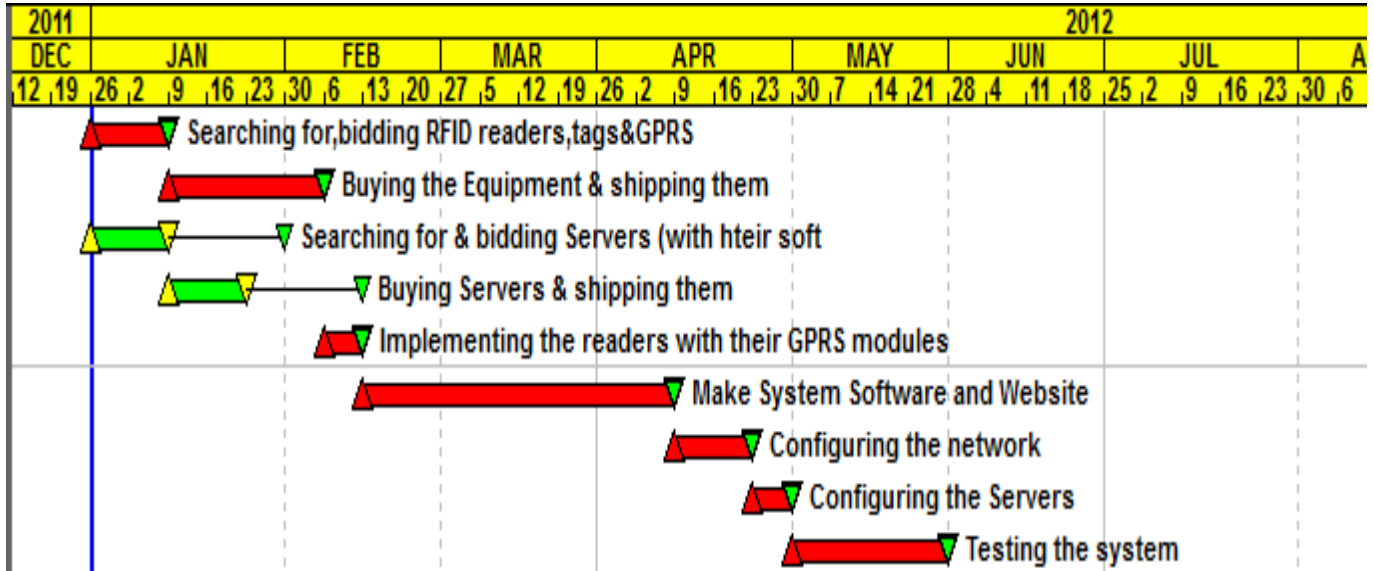 2011 2012
DEC JAN FEB MAR APR MAY JUN JUL A
12 19 26 2 9 16 23 30 6 13 20 27 5 12 19 26 2 9 16 23 30 7 14 21 28 4 11 18 25 2 9 16 23 30 6
Searching for,bidding RFID readers,tags&GPRS
Buying the Equipment & shipping them
Searching for & bidding Servers (with hteir soft
Buying Servers & shipping them
Implementing the readers with their GPRS modules
Make System Software and Website
Configuring the network
Configuring the Servers
Testing the system